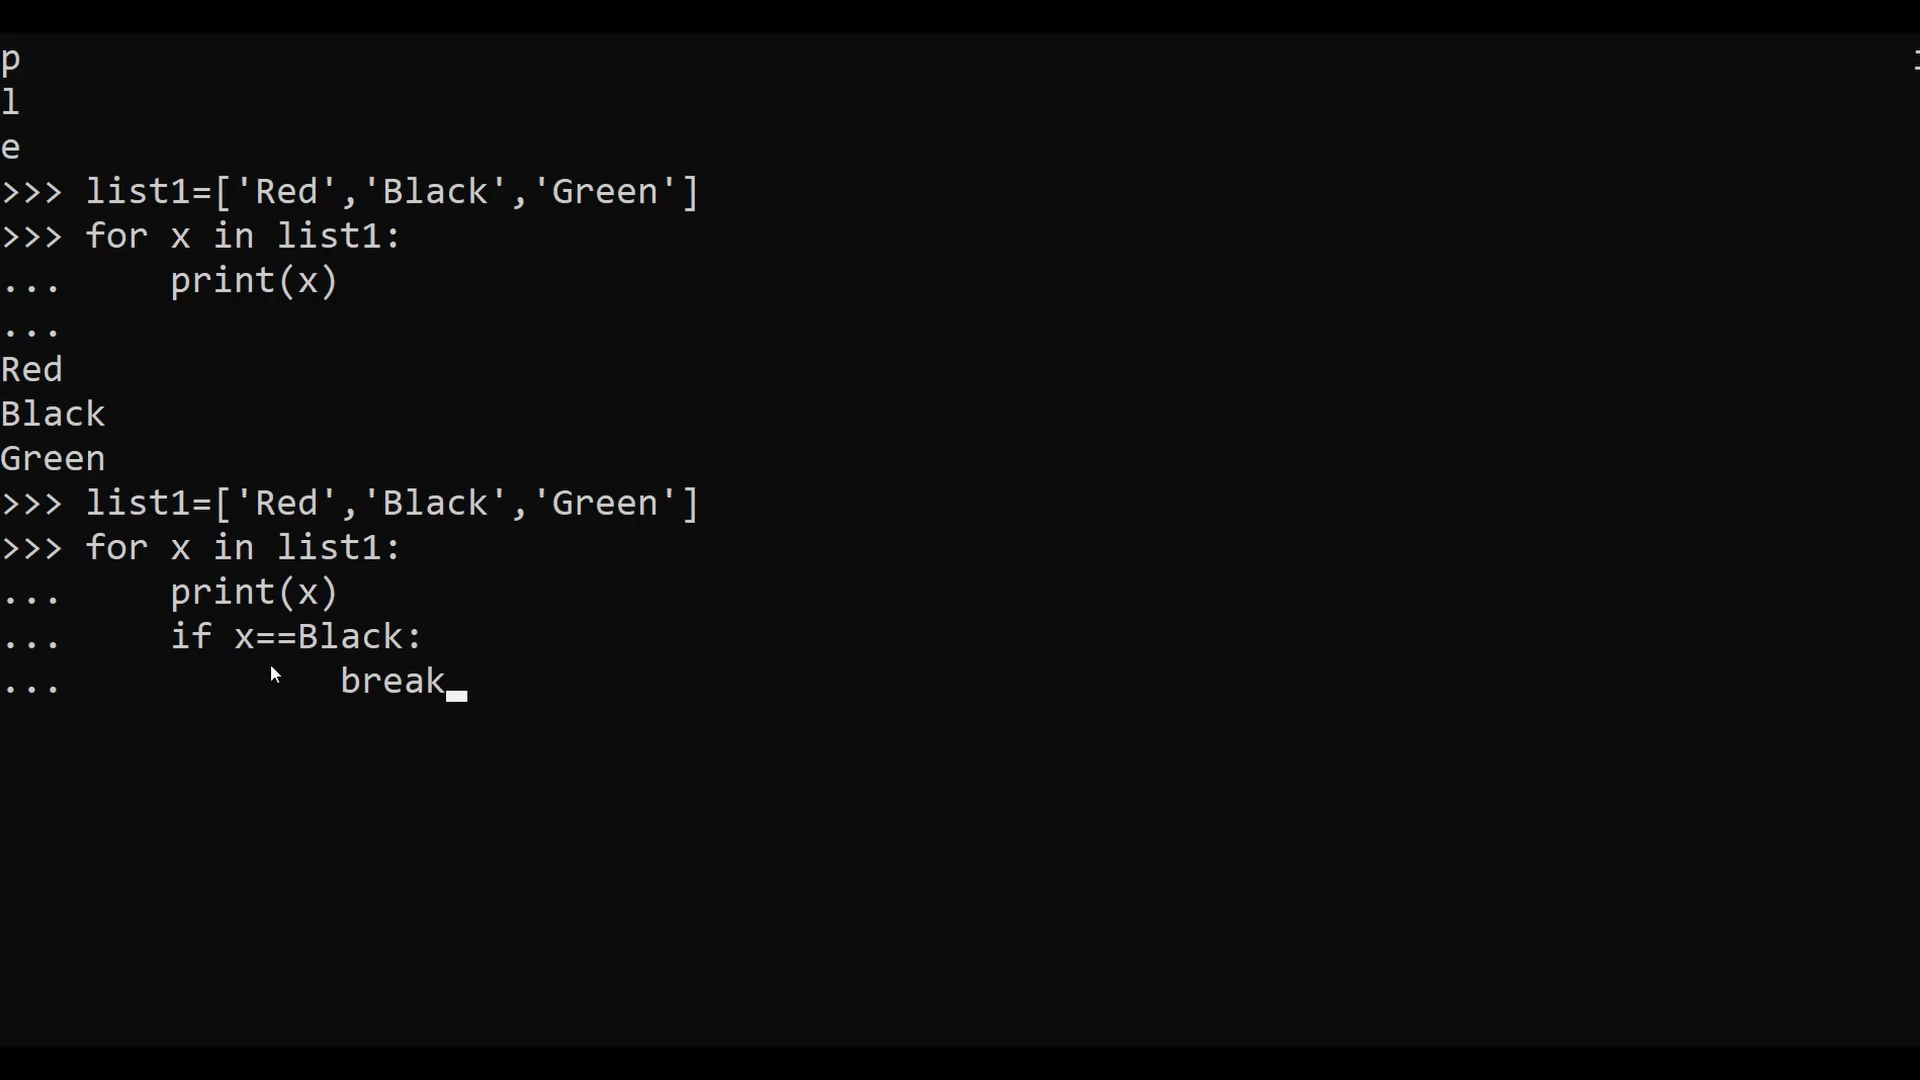 p
l
e
>>> list1=['Red','Black','Green']
>>> for x in list1:
...     print(x)
...
Red
Black
Green
>>> list1=['Red','Black','Green']
>>> for x in list1:
...     print(x)
...     if x==Black:
...             break